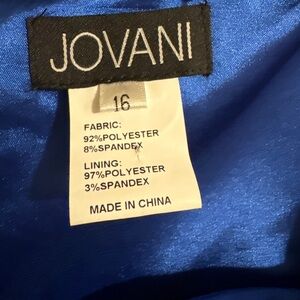 JOVANI
16
FABRIC:
92%POLYESTER
8%SPANDEX
LINING:
97%POLYESTER
3%SPANDEX
MADE IN CHINA